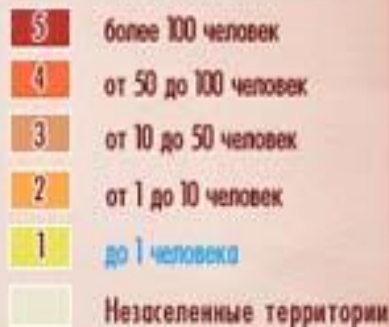 5 более 100 человек
4 от 50 до 100 человек
3 от 10 до 50 человек
2 от 1 до 10 человек
1 до 1 человека
Незаселенные территории